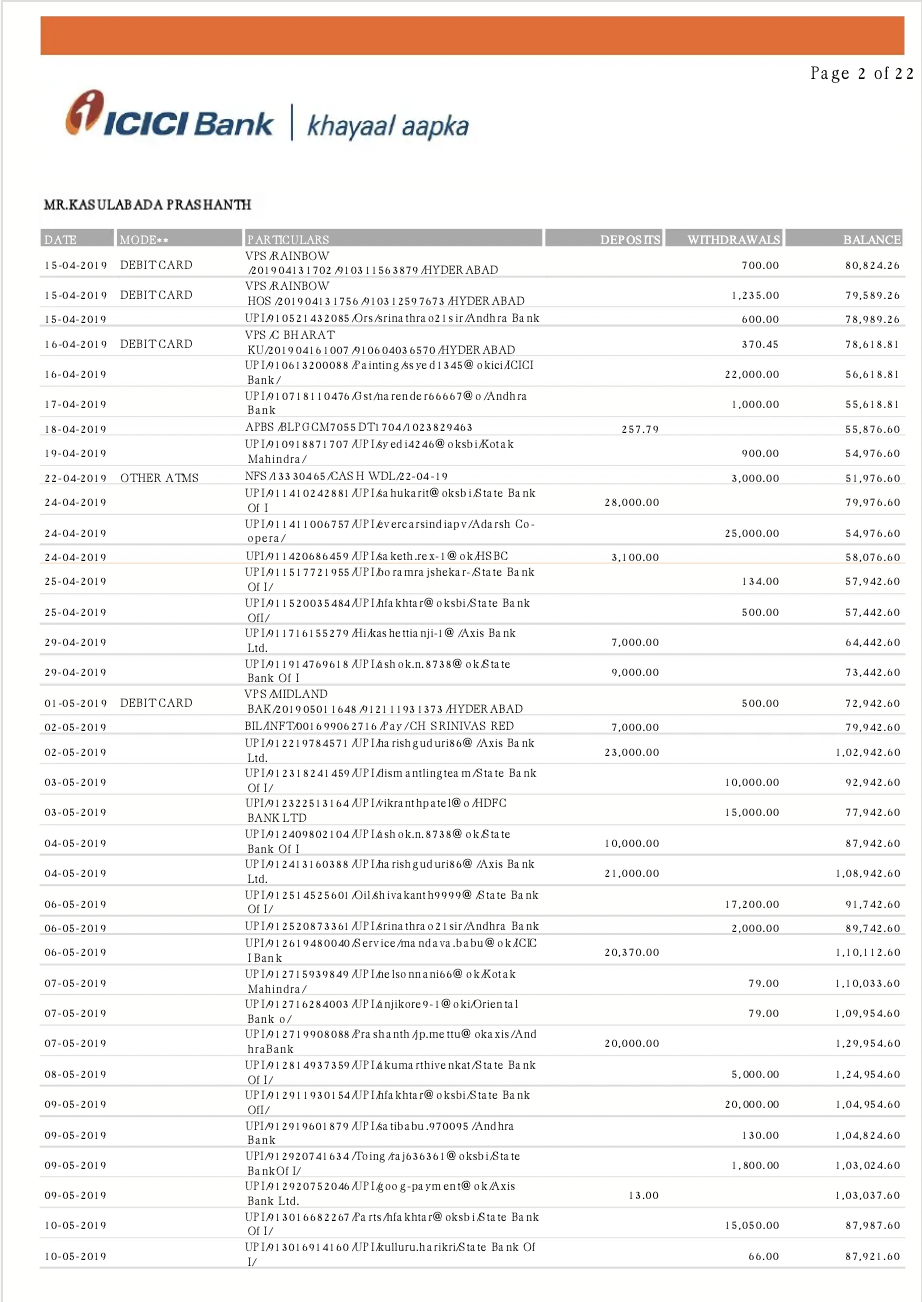 Page 2 of 22
ICICI Bank | khayaal aapka
MR.KASULABADA PRASHANTH
DATE MODE** PARTICULARS DEPOSITS WITHDRAWALS BALANCE
VPS/RAINBOW
15-04-2019 DEBIT CARD /201904131702/910311563879/HYDERABAD 700.00 80,824.26
VPS/RAINBOW
15-04-2019 DEBIT CARD HOS/201904131756/910312597673/HYDERABAD 1,235.00 79,589.26
15-04-2019 UPI/910521432085/Ors/srinathrao21sir/Andhra Bank 600.00 78,989.26
VPS/C BHARAT
16-04-2019 DEBIT CARD KU/201904161007/910604036570/HYDERABAD 370.45 78,618.81
UPI/910613200088/Painting/ssyed1345@okici/ICICI
16-04-2019 Bank/ 22,000.00 56,618.81
UPI/910718110476/Gst/narender66667@o/Andhra
17-04-2019 Bank 1,000.00 55,618.81
18-04-2019 APBS/BLPGCM7055DT1704/1023829463 257.79 55,876.60
UPI/910918871707/UPI/syedi4246@oksbi/Kotak
19-04-2019 Mahindra/ 900.00 54,976.60
22-04-2019 OTHER ATMS NFS/13330465/CASH WDL/22-04-19 3,000.00 51,976.60
UPI/911410242881/UPI/sahukarit@oksbi/State Bank
24-04-2019 Of I 28,000.00 79,976.60
UPI/911411006757/UPI/evercarsindiapv/Adarsh Co-
24-04-2019 opera/ 25,000.00 54,976.60
24-04-2019 UPI/911420686459/UPI/saketh.rex-1@ok/HSBC 3,100.00 58,076.60
UPI/911517721955/UPI/boramrajshekar-/State Bank
25-04-2019 Of I/ 134.00 57,942.60
UPI/911520035484/UPI/hfakhtar@oksbi/State Bank
25-04-2019 OfI/ 500.00 57,442.60
UPI/911716155279/Hi/kashettianji-1@/Axis Bank
29-04-2019 Ltd. 7,000.00 64,442.60
UPI/911914769618/UPI/ashok.n.8738@ok/State
29-04-2019 Bank Of I 9,000.00 73,442.60
VPS/MIDLAND
01-05-2019 DEBIT CARD BAK/201905011648/912111931373/HYDERABAD 500.00 72,942.60
02-05-2019 BIL/INFT/001699062716/Pay/CH SRINIVAS RED 7,000.00 79,942.60
UPI/912219784571/UPI/harishguduri86@/Axis Bank
02-05-2019 Ltd. 23,000.00 1,02,942.60
UPI/912318241459/UPI/dismantlingteam/State Bank
03-05-2019 Of I/ 10,000.00 92,942.60
UPI/912322513164/UPI/vikranthpatel@o/HDFC
03-05-2019 BANK LTD 15,000.00 77,942.60
UPI/912409802104/UPI/ashok.n.8738@ok/State
04-05-2019 Bank Of I 10,000.00 87,942.60
UPI/912413160388/UPI/harishguduri86@/Axis Bank
04-05-2019 Ltd. 21,000.00 1,08,942.60
UPI/912514525601/Oil/shivakanth9999@/State Bank
06-05-2019 Of I/ 17,200.00 91,742.60
06-05-2019 UPI/912520873361/UPI/srinathrao21sir/Andhra Bank 2,000.00 89,742.60
UPI/912619480040/Service/mandava.babu@ok/ICIC
06-05-2019 I Bank 20,370.00 1,10,112.60
UPI/912715939849/UPI/nelsonnani66@ok/Kotak
07-05-2019 Mahindra/ 79.00 1,10,033.60
UPI/912716284003/UPI/anjikore9-1@oki/Oriental
07-05-2019 Bank o/ 79.00 1,09,954.60
UPI/912719908088/Prashanth/jp.mettu@okaxis/And
07-05-2019 hraBank 20,000.00 1,29,954.60
UPI/912814937359/UPI/akumarthivenkat/State Bank
08-05-2019 Of I/ 5,000.00 1,24,954.60
UPI/912911930154/UPI/hfakhtar@oksbi/State Bank
09-05-2019 OfI/ 20,000.00 1,04,954.60
UPI/912919601879/UPI/satibabu.970095/Andhra
09-05-2019 Bank 130.00 1,04,824.60
UPI/912920741634/Toing/raj636361@oksbi/State
09-05-2019 BankOf I/ 1,800.00 1,03,024.60
UPI/912920752046/UPI/goog-payment@ok/Axis
09-05-2019 Bank Ltd. 13.00 1,03,037.60
UPI/913016682267/Parts/hfakhtar@oksbi/State Bank
10-05-2019 Of I/ 15,050.00 87,987.60
UPI/913016914160/UPI/kulluru.harikri/State Bank Of
10-05-2019 I/ 66.00 87,921.60